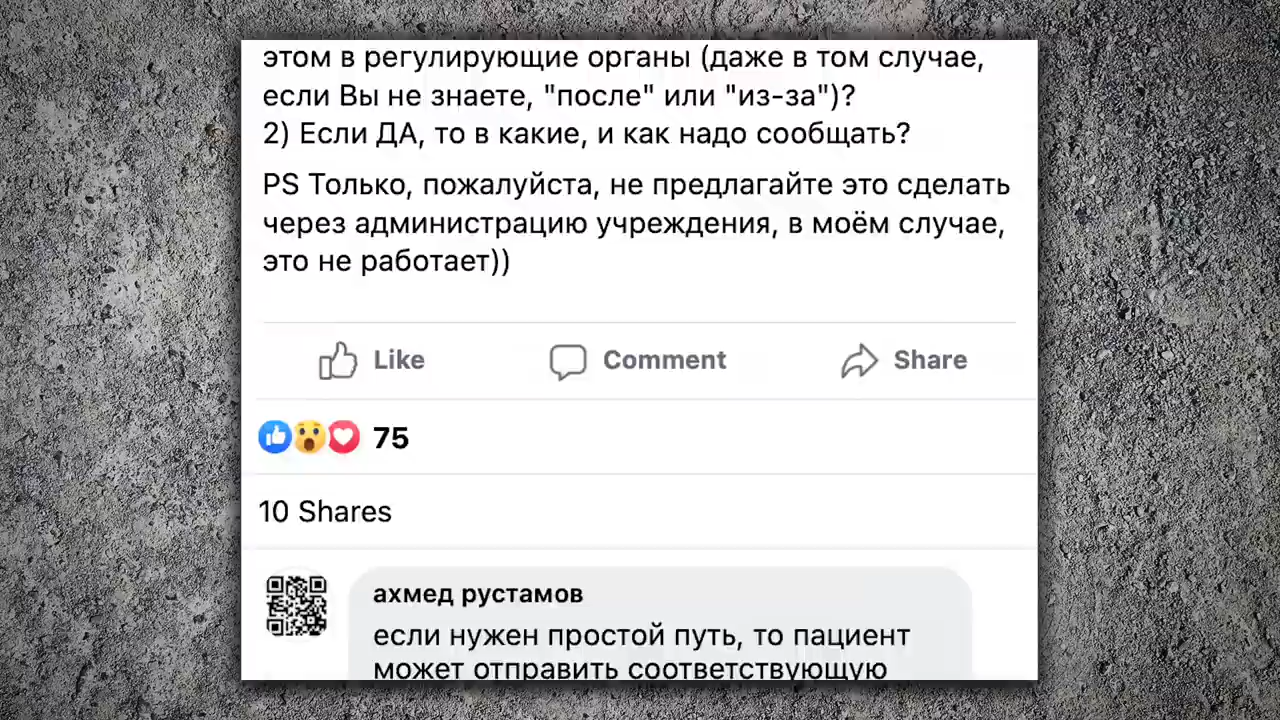 этом в регулирующие органы (даже в том случае,
если Вы не знаете, "после" или "из-за")?
2) Если ДА, то в какие, и как надо сообщать?
PS Только, пожалуйста, не предлагайте это сделать
через администрацию учреждения, в моём случае,
это не работает))
Like Comment Share
75
10 Shares
ахмед рустамов
если нужен простой путь, то пациент
может отправить соответствующую